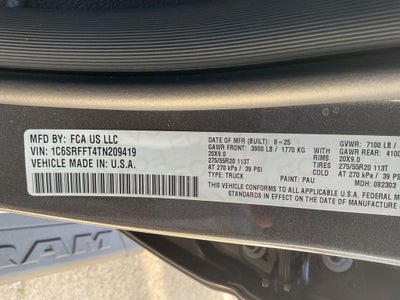 MFD BY: FCA US LLC
VIN: 1C6SRFFT4TN209419
VEHICLE MADE IN U.S.A.
DATE OF MFR (BUILT): 8-25
GAWR FRONT: 3900 LB / 1770 KG
20X9.0
275/55R20 113T
AT 270 kPa / 39 PSI
THIS VEHICLE CONFORMS TO ALL APPLICABLE U.S.A. F
STANDARDS IN EFFECT ON THE DATE OF MANUFACTURE
TYPE: TRUCK
PAINT: PAU
MDH: 082303
GVWR: 7100 LB /
GAWR REAR: 4100
WITH
RIMS 20X9.0
TIRES 275/55R20 113T
AT 270 kPa / 39 PS
RAM